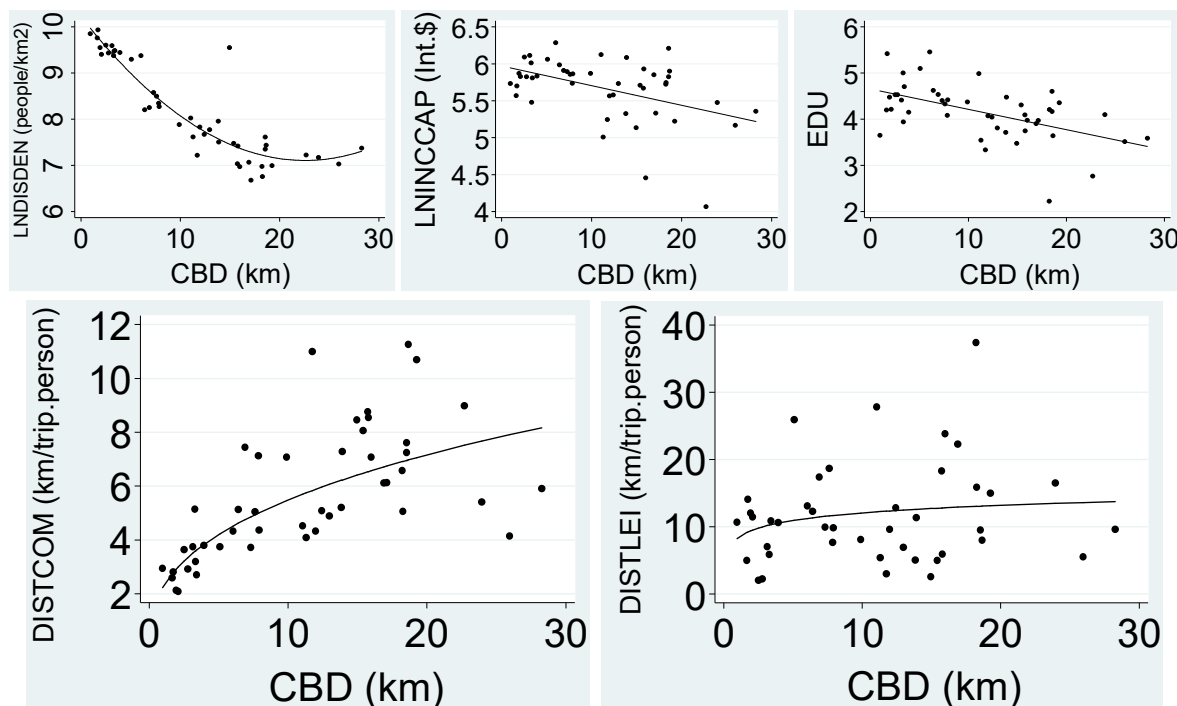 LNDISDEN (people/km2)
10
9
8
7
6
0 10 20 30
CBD (km)
LNINCCAP (Int.$)
6.5
6
5.5
5
4.5
4
0 10 20 30
CBD (km)
EDU
6
5
4
3
2
0 10 20 30
CBD (km)
DISTCOM (km/trip.person)
12
10
8
6
4
2
0 10 20 30
CBD (km)
DISTLEI (km/trip.person)
40
30
20
10
0
0 10 20 30
CBD (km)